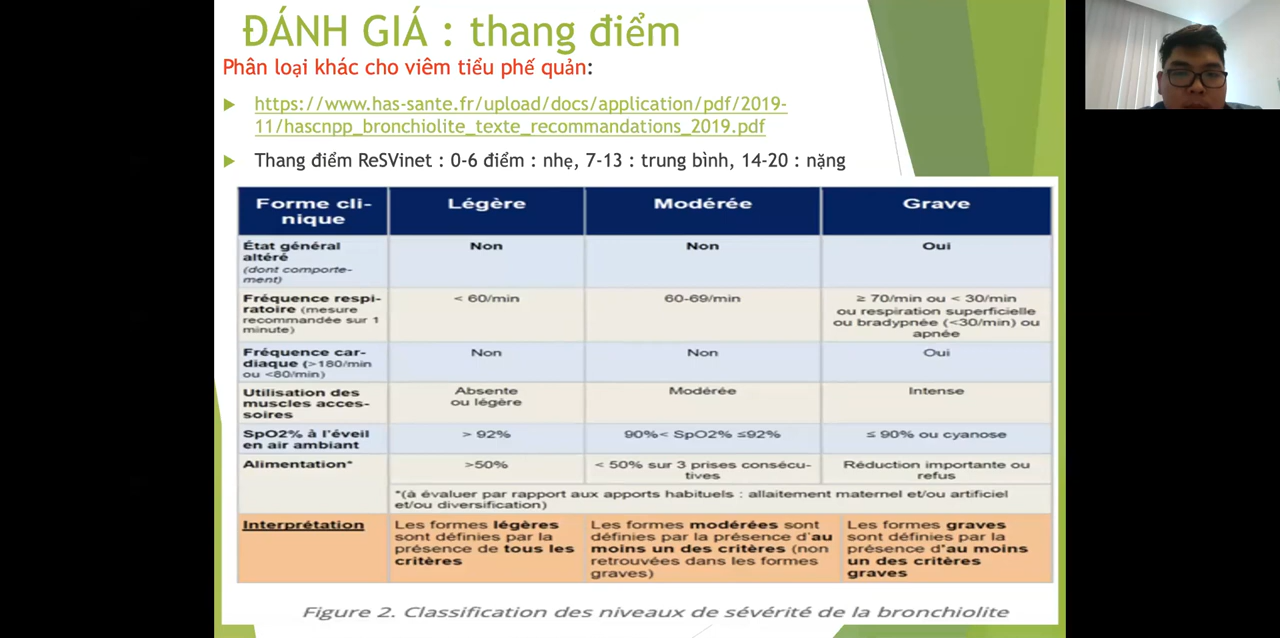 ĐÁNH GIÁ : thang điểm
Phân loại khác cho viêm tiểu phế quản:
https://www.has-sante.fr/upload/docs/application/pdf/2019-
11/hascnpp_bronchiolite_texte_recommandations_2019.pdf
Thang điểm ReSVinet : 0-6 điểm : nhẹ, 7-13 : trung bình, 14-20 : nặng
Forme cli-
nique
Légère
Modérée
Grave
État général
altéré
(dont comporte-
ment)
Non
Non
Oui
Fréquence respi-
ratoire (mesure
recommandée sur 1
minute)
< 60/min
60-69/min
≥ 70/min ou < 30/min
ou respiration superficielle
ou bradypnée (<30/min) ou
apnée
Fréquence car-
diaque (>180/min
ou <80/min)
Non
Non
Oui
Utilisation des
muscles acces-
soires
Absente
ou légère
Modérée
Intense
SpO2% à l'éveil
en air ambiant
> 92%
90%< SpO2% ≤92%
≤ 90% ou cyanose
Alimentation*
>50%
< 50% sur 3 prises consécu-
tives
Réduction importante ou
refus
*(à évaluer par rapport aux apports habituels : allaitement maternel et/ou artificiel
et/ou diversification)
Interprétation
Les formes légères
sont définies par la
présence de tous les
critères
Les formes modérées sont
définies par la présence d'au
moins un des critères (non
retrouvées dans les formes
graves)
Les formes graves
sont définies par la
présence d'au moins
un des critères
graves
Figure 2. Classification des niveaux de sévérité de la bronchiolite